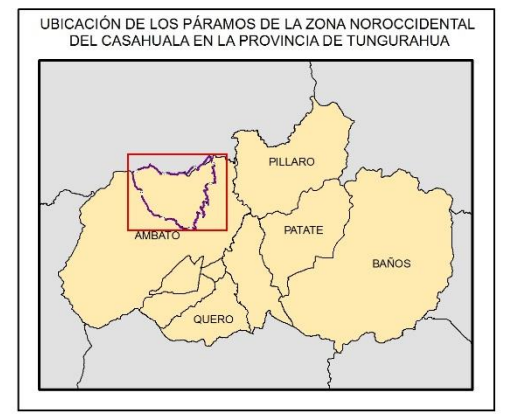 UBICACIÓN DE LOS PÁRAMOS DE LA ZONA NOROCCIDENTAL
DEL CASAHUALA EN LA PROVINCIA DE TUNGURAHUA
PILLARO
AMBATO
PATATE
BAÑOS
QUERO